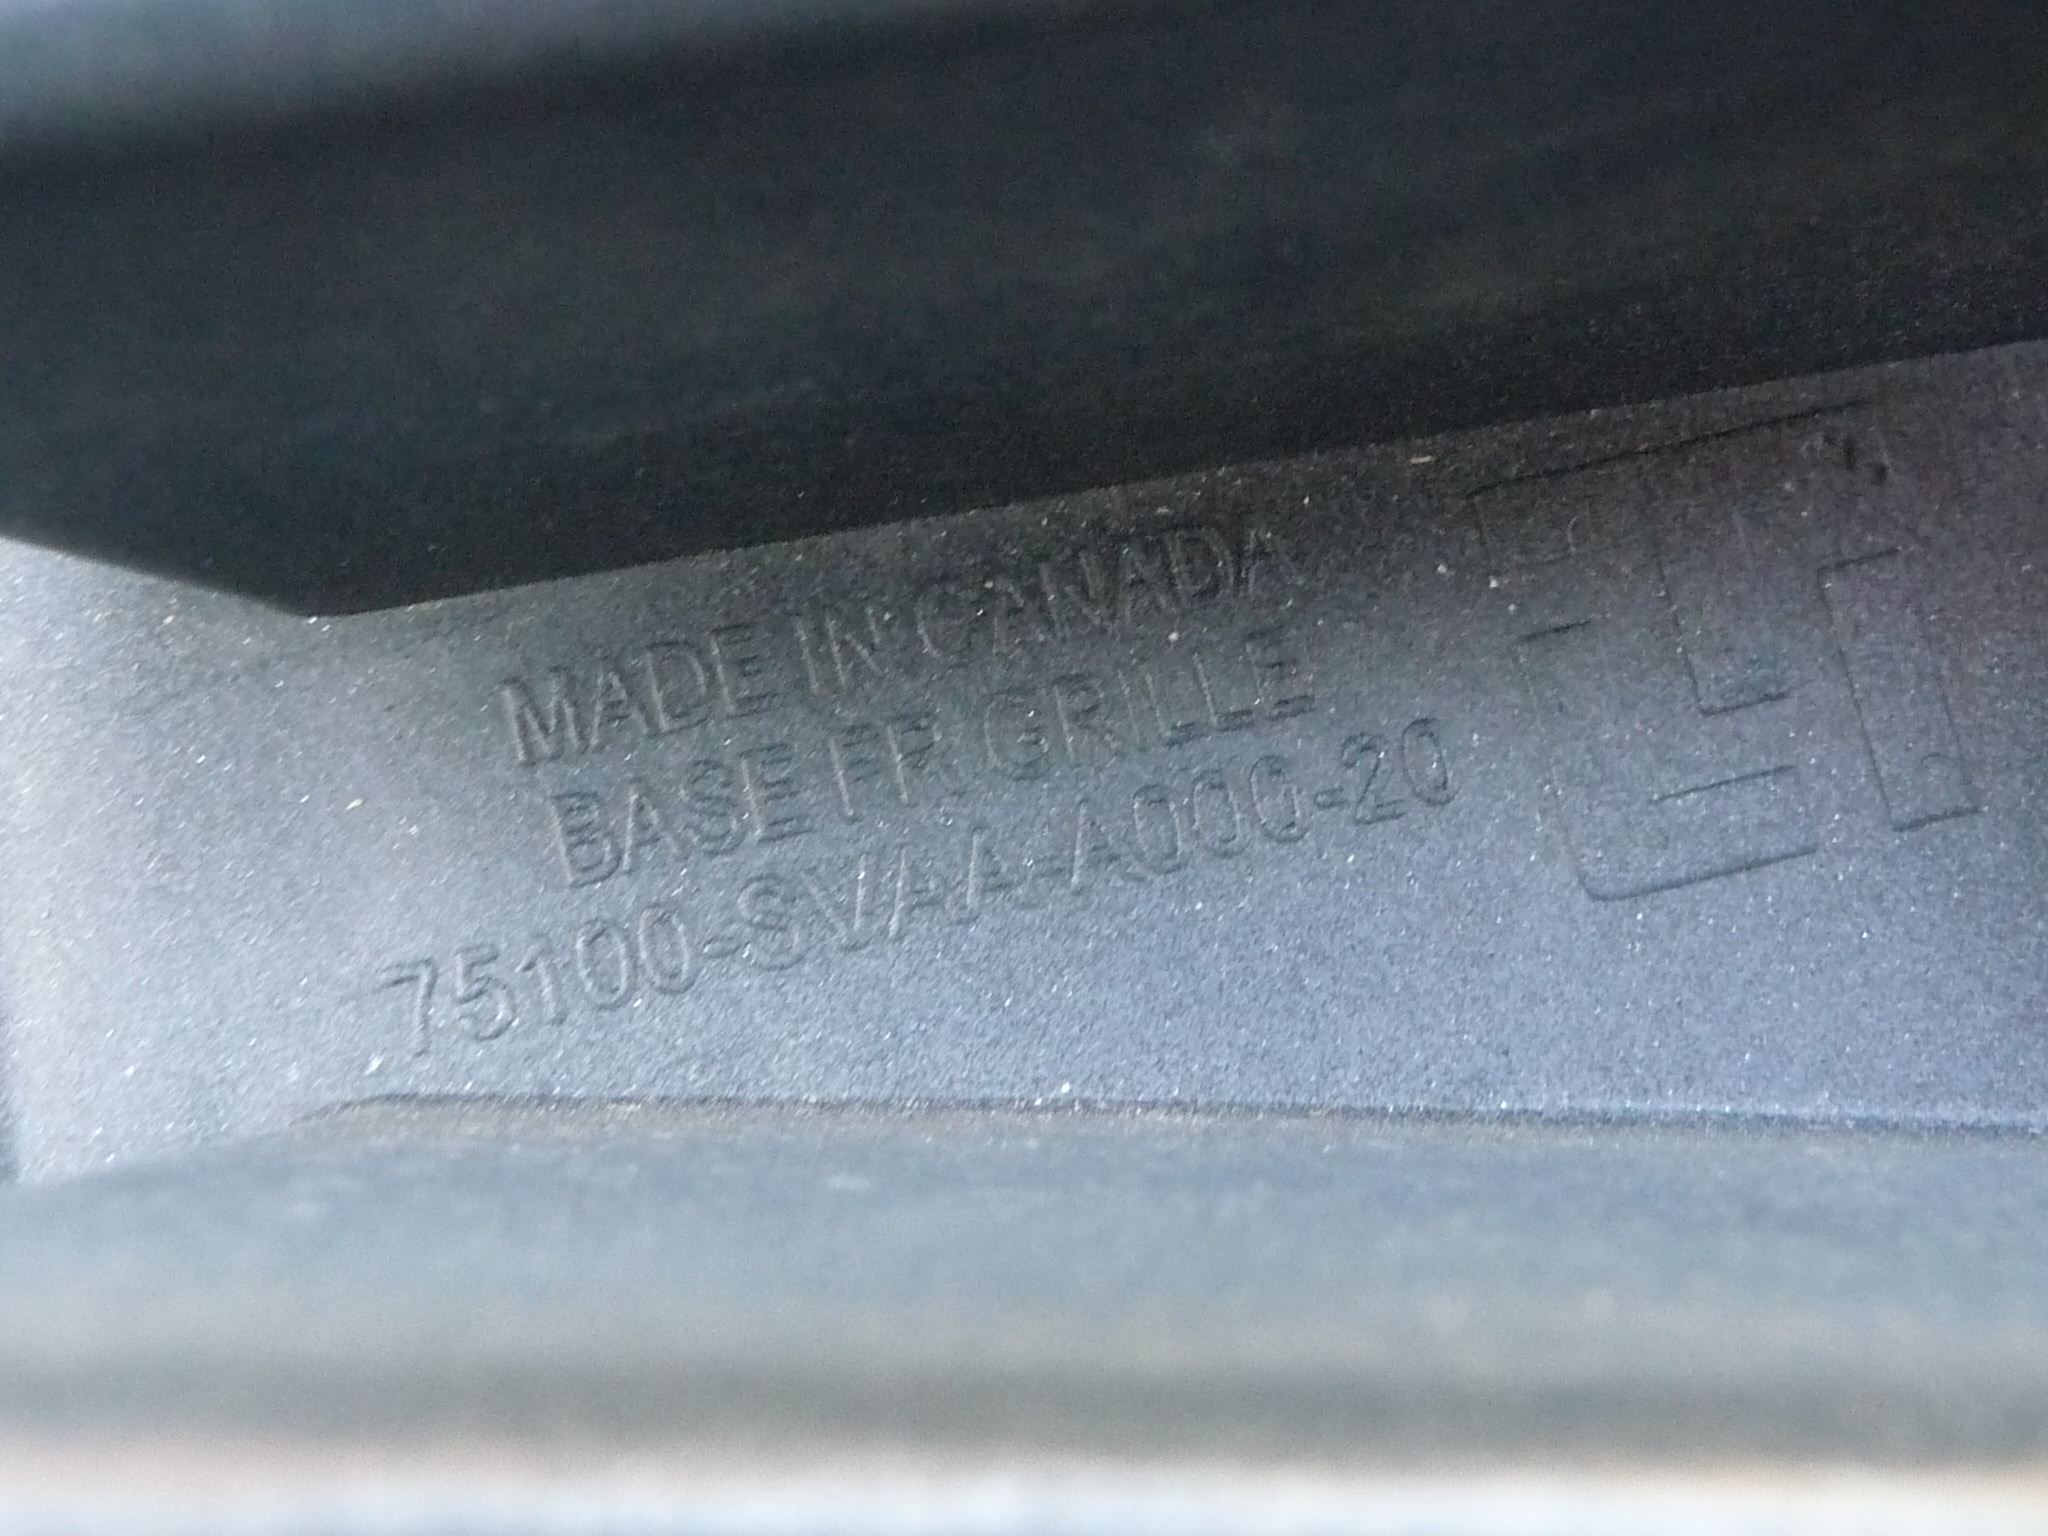 MADE IN CANADA
BASE FR GRILLE
75100-SVAA-A000-20